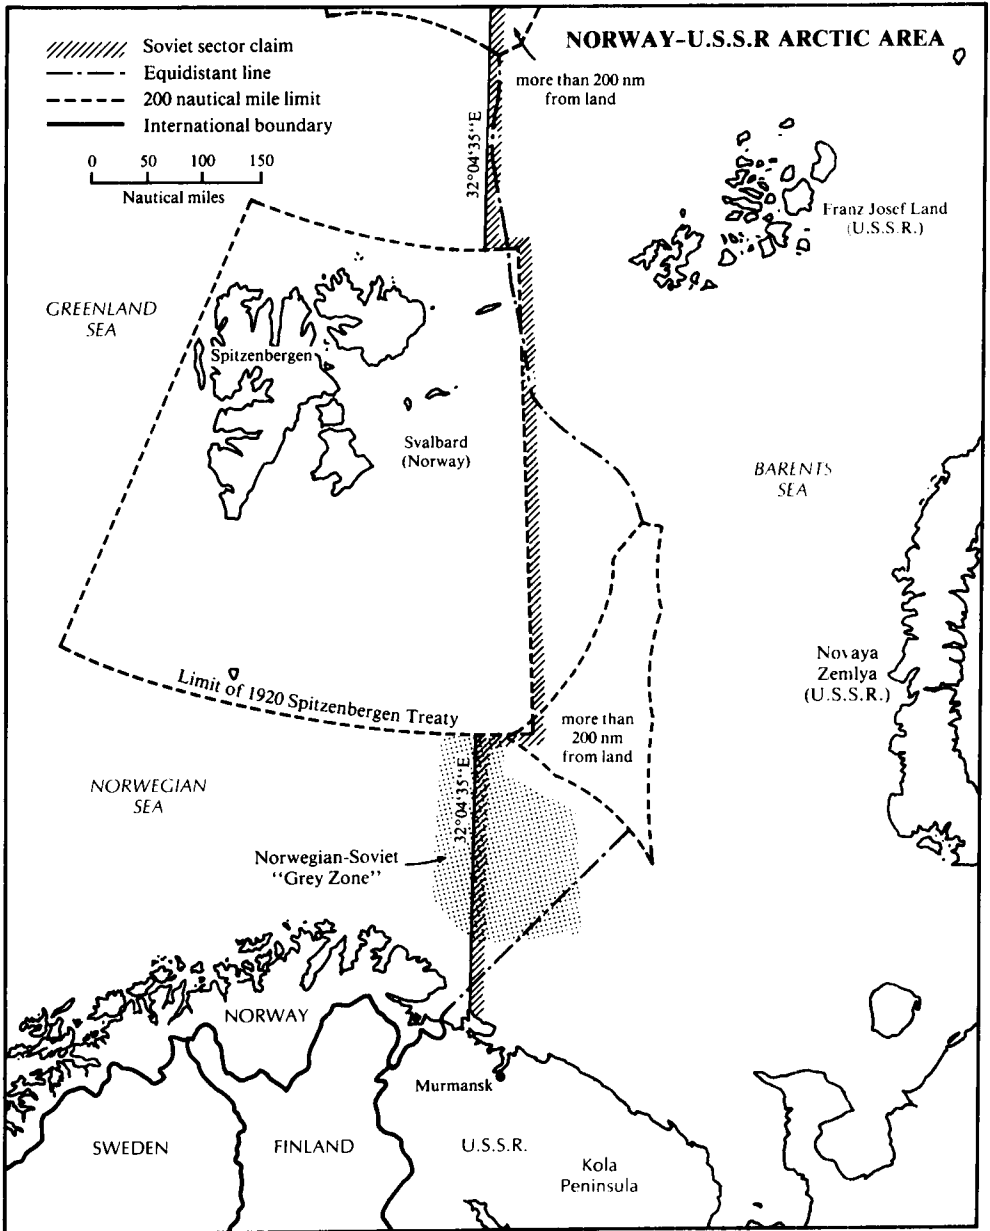 NORWAY-U.S.S.R ARCTIC AREA
Soviet sector claim
Equidistant line
200 nautical mile limit
International boundary
0 50 100 150
Nautical miles
more than 200 nm
from land
32°04'35"E
Franz Josef Land
(U.S.S.R.)
GREENLAND
SEA
Spitzenbergen
Svalbard
(Norway)
BARENTS
SEA
Novaya
Zemlya
(U.S.S.R.)
Limit of 1920 Spitzenbergen Treaty
more than
200 nm
from land
NORWEGIAN
SEA
32°04'35"E
Norwegian-Soviet
"Grey Zone"
NORWAY
Murmansk
SWEDEN
FINLAND
U.S.S.R.
Kola
Peninsula